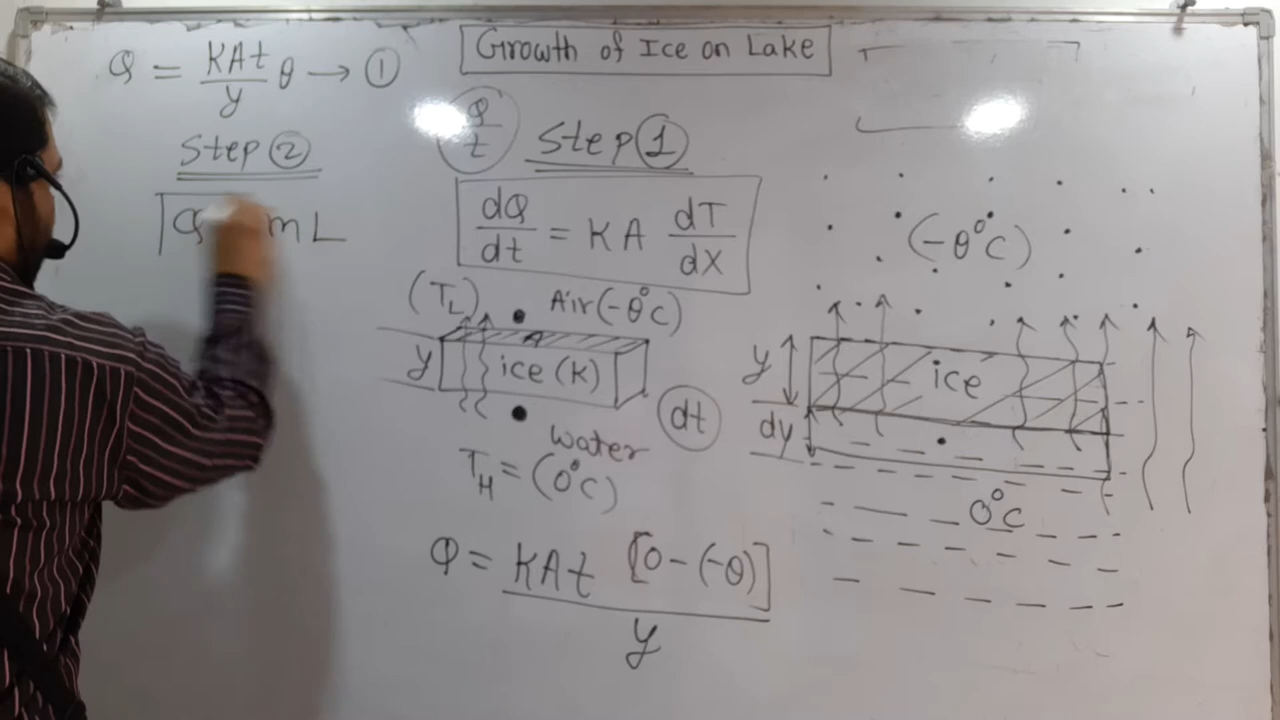 Growth of Ice on Lake
Q = KAt/y θ → ①
Step ②
Q mL
Q/t
Step ①
dQ/dt = KA dT/dX
(T_L) Air (-θ°C)
A
y ice (K)
water
T_H = (0°C)
dt
Q = KAt [0-(-θ)]/y
(-θ°C)
y ice
dy
0°C